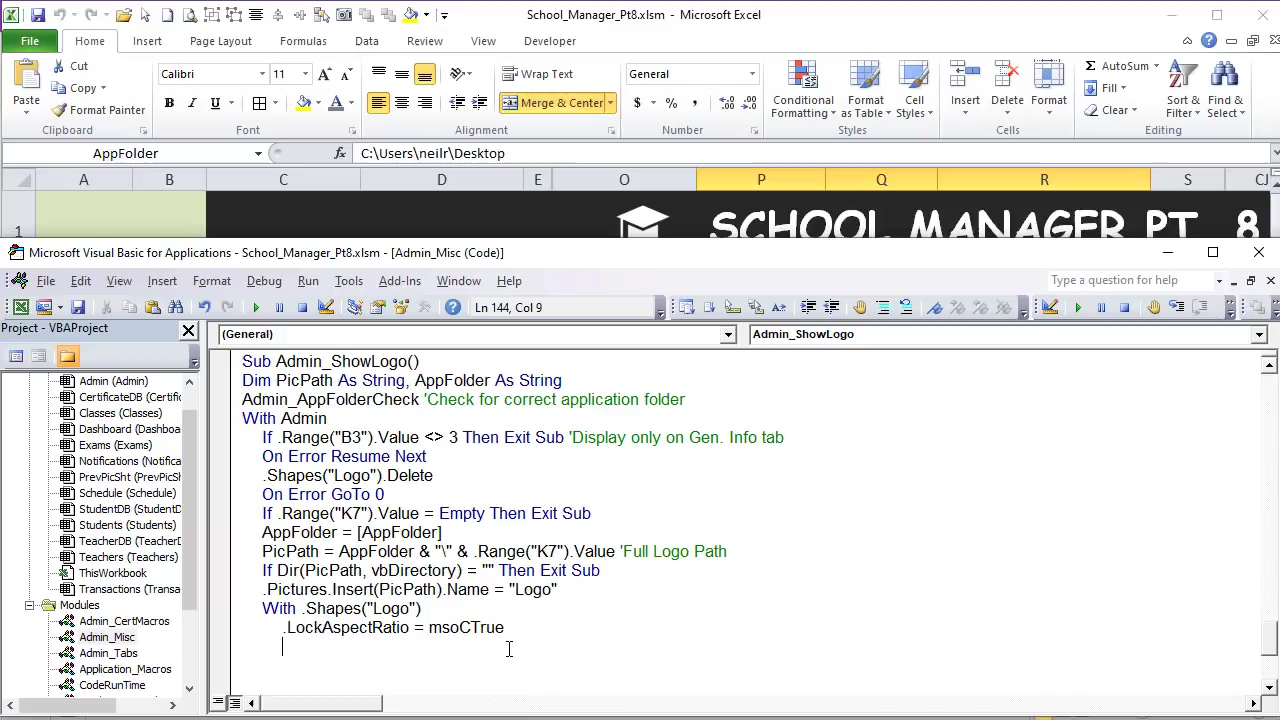 School_Manager_Pt8.xlsm - Microsoft Excel
File Home Insert Page Layout Formulas Data Review View Developer
Cut
Copy
Format Painter
Paste
Calibri 11
B I U
Wrap Text
Merge & Center
General
$ % ,
Conditional Formatting
Format as Table
Cell Styles
Insert
Delete
Format
AutoSum
Fill
Clear
Sort & Filter
Find & Select
Clipboard Font Alignment Number Styles Cells Editing
AppFolder fx C:\Users\neilr\Desktop
A B C D E O P Q R S CJ
1 SCHOOL MANAGER PT 8
Microsoft Visual Basic for Applications - School_Manager_Pt8.xlsm - [Admin_Misc (Code)]
File Edit View Insert Format Debug Run Tools Add-Ins Window Help Type a question for help
Ln 144, Col 9
Project - VBAProject
(General) Admin_ShowLogo
Admin (Admin)
CertificateDB (Certific
Classes (Classes)
Dashboard (Dashboa
Exams (Exams)
Notifications (Notifica
PrevPicSht (PrevPicSh
Schedule (Schedule)
StudentDB (StudentD
Students (Students)
TeacherDB (TeacherD
Teachers (Teachers)
ThisWorkbook
Transactions (Transac
Modules
Admin_CertMacros
Admin_Misc
Admin_Tabs
Application_Macros
CodeRunTime
Sub Admin_ShowLogo()
Dim PicPath As String, AppFolder As String
Admin_AppFolderCheck 'Check for correct application folder
With Admin
If .Range("B3").Value <> 3 Then Exit Sub 'Display only on Gen. Info tab
On Error Resume Next
.Shapes("Logo").Delete
On Error GoTo 0
If .Range("K7").Value = Empty Then Exit Sub
AppFolder = [AppFolder]
PicPath = AppFolder & "\" & .Range("K7").Value 'Full Logo Path
If Dir(PicPath, vbDirectory) = "" Then Exit Sub
.Pictures.Insert(PicPath).Name = "Logo"
With .Shapes("Logo")
.LockAspectRatio = msoCTrue